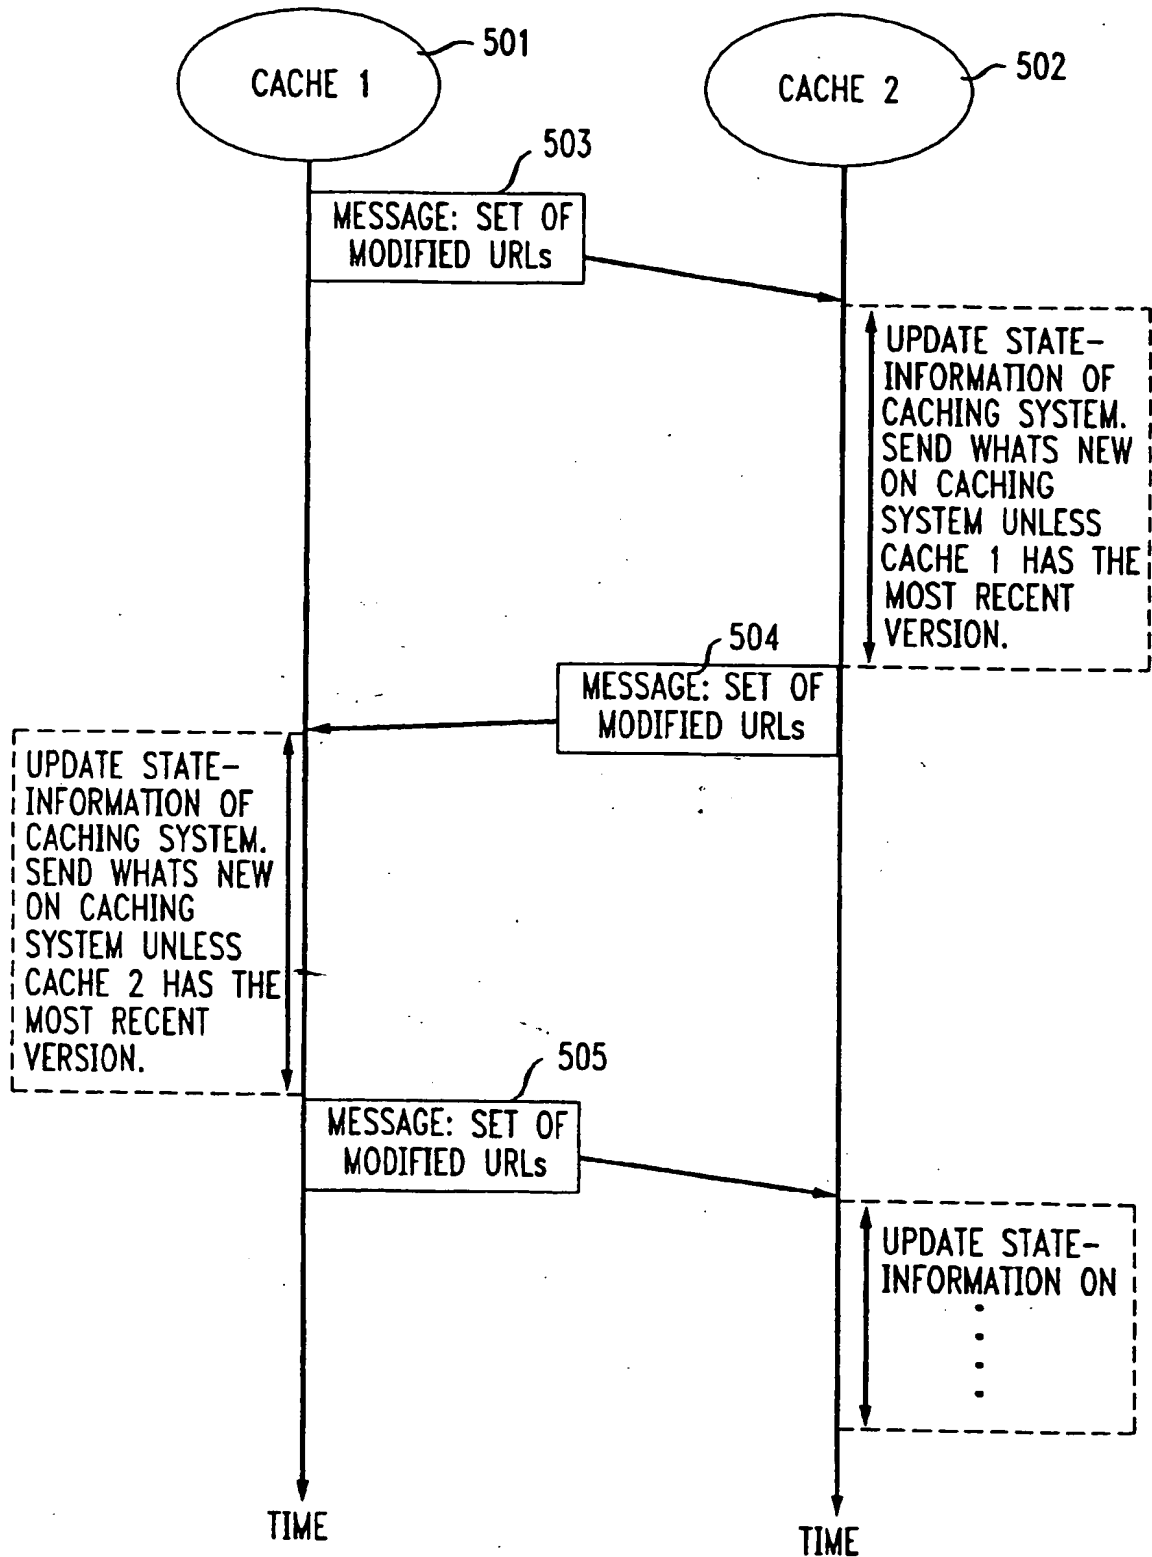 501
CACHE 1
502
CACHE 2
503
MESSAGE: SET OF
MODIFIED URLs
UPDATE STATE-
INFORMATION OF
CACHING SYSTEM.
SEND WHATS NEW
ON CACHING
SYSTEM UNLESS
CACHE 1 HAS THE
MOST RECENT
VERSION.
504
MESSAGE: SET OF
MODIFIED URLs
UPDATE STATE-
INFORMATION OF
CACHING SYSTEM.
SEND WHATS NEW
ON CACHING
SYSTEM UNLESS
CACHE 2 HAS THE
MOST RECENT
VERSION.
505
MESSAGE: SET OF
MODIFIED URLs
UPDATE STATE-
INFORMATION ON
TIME
TIME